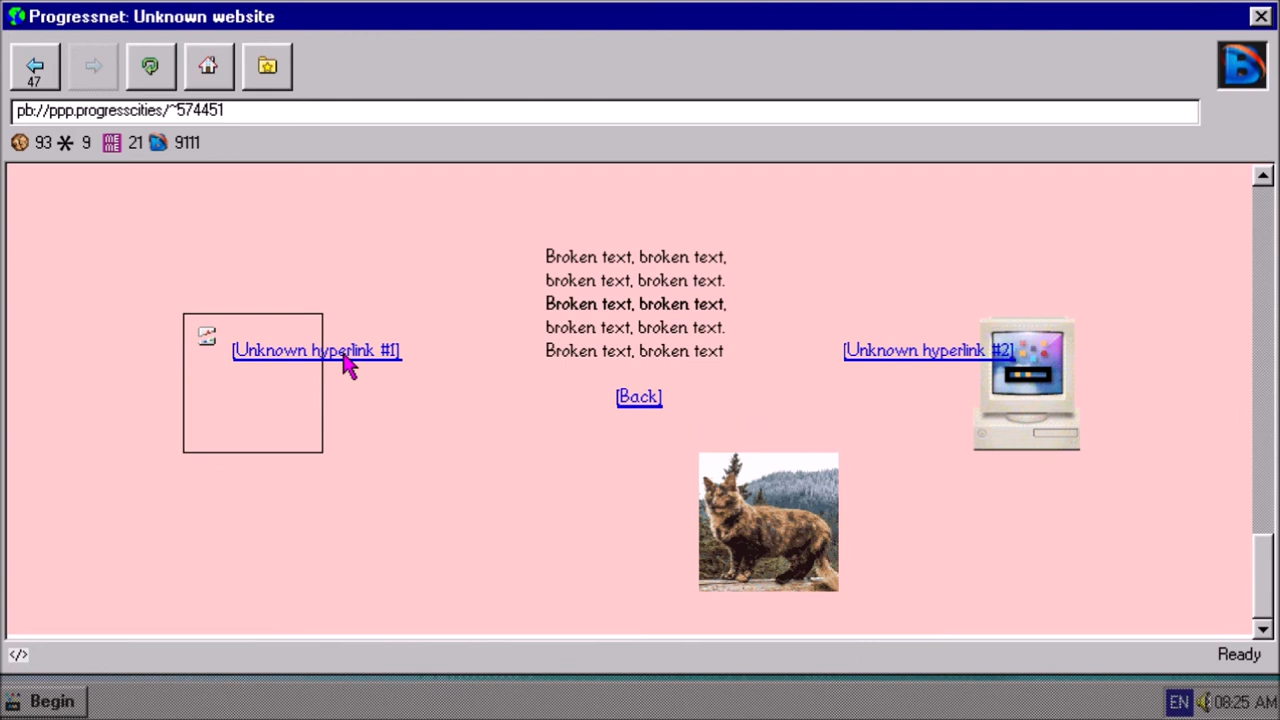 Progressnet: Unknown website
47
pb://ppp.progresscities/~574451
93 9 ME ME 21 9111
Broken text, broken text,
broken text, broken text.
Broken text, broken text,
broken text, broken text.
[Unknown hyperlink #1] Broken text, broken text [Unknown hyperlink #2]
[Back]
</> Ready
Begin EN 08:25 AM